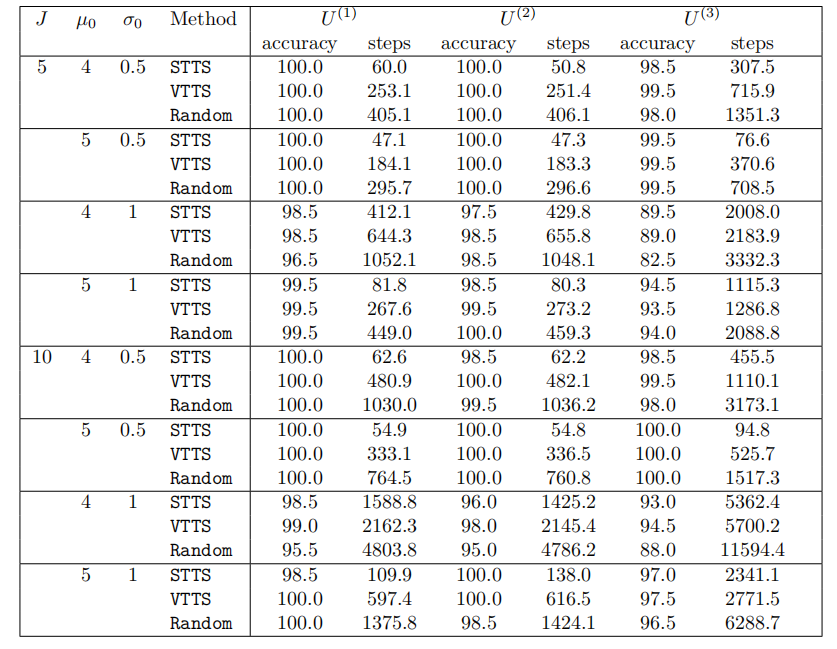 J μ0 σ0 Method U(1) U(2) U(3)
accuracy steps accuracy steps accuracy steps
5 4 0.5 STTS 100.0 60.0 100.0 50.8 98.5 307.5
VTTS 100.0 253.1 100.0 251.4 99.5 715.9
Random 100.0 405.1 100.0 406.1 98.0 1351.3
5 0.5 STTS 100.0 47.1 100.0 47.3 99.5 76.6
VTTS 100.0 184.1 100.0 183.3 99.5 370.6
Random 100.0 295.7 100.0 296.6 99.5 708.5
4 1 STTS 98.5 412.1 97.5 429.8 89.5 2008.0
VTTS 98.5 644.3 98.5 655.8 89.0 2183.9
Random 96.5 1052.1 98.5 1048.1 82.5 3332.3
5 1 STTS 99.5 81.8 98.5 80.3 94.5 1115.3
VTTS 99.5 267.6 99.5 273.2 93.5 1286.8
Random 99.5 449.0 100.0 459.3 94.0 2088.8
10 4 0.5 STTS 100.0 62.6 98.5 62.2 98.5 455.5
VTTS 100.0 480.9 100.0 482.1 99.5 1110.1
Random 100.0 1030.0 99.5 1036.2 98.0 3173.1
5 0.5 STTS 100.0 54.9 100.0 54.8 100.0 94.8
VTTS 100.0 333.1 100.0 336.5 100.0 525.7
Random 100.0 764.5 100.0 760.8 100.0 1517.3
4 1 STTS 98.5 1588.8 96.0 1425.2 93.0 5362.4
VTTS 99.0 2162.3 98.0 2145.4 94.5 5700.2
Random 95.5 4803.8 95.0 4786.2 88.0 11594.4
5 1 STTS 98.5 109.9 100.0 138.0 97.0 2341.1
VTTS 100.0 597.4 100.0 616.5 97.5 2771.5
Random 100.0 1375.8 98.5 1424.1 96.5 6288.7